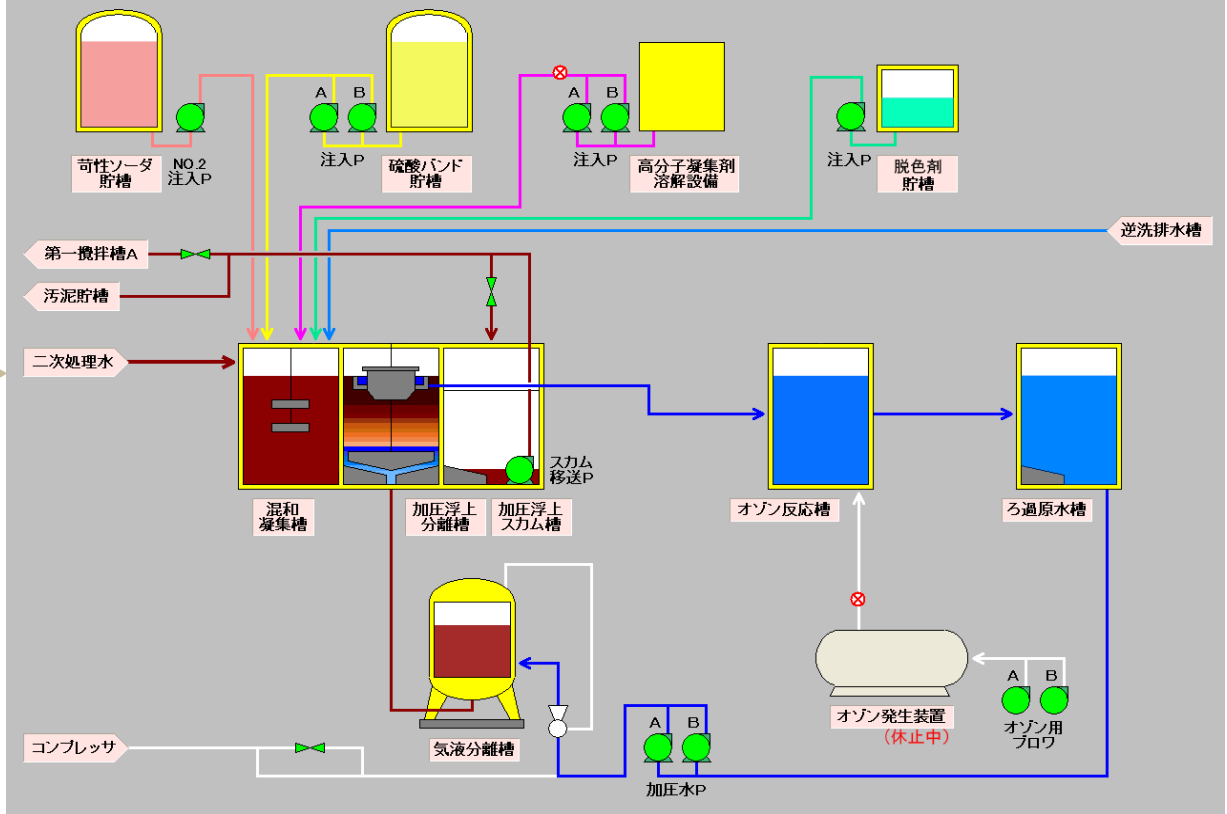 A
B
A
B
苛性ソーダ
貯槽
NO.2
注入P
注入P
硫酸バンド
貯槽
注入P
高分子凝集剤
溶解設備
注入P
脱色剤
貯槽
逆洗排水槽
第一攪拌槽A
汚泥貯槽
二次処理水
スカム
移送P
混和
凝集槽
加圧浮上
分離槽
加圧浮上
スカム槽
オゾン反応槽
ろ過原水槽
A
B
オゾン発生装置
(休止中)
オゾン用
ブロワ
コンプレッサ
気液分離槽
A
B
加圧水P